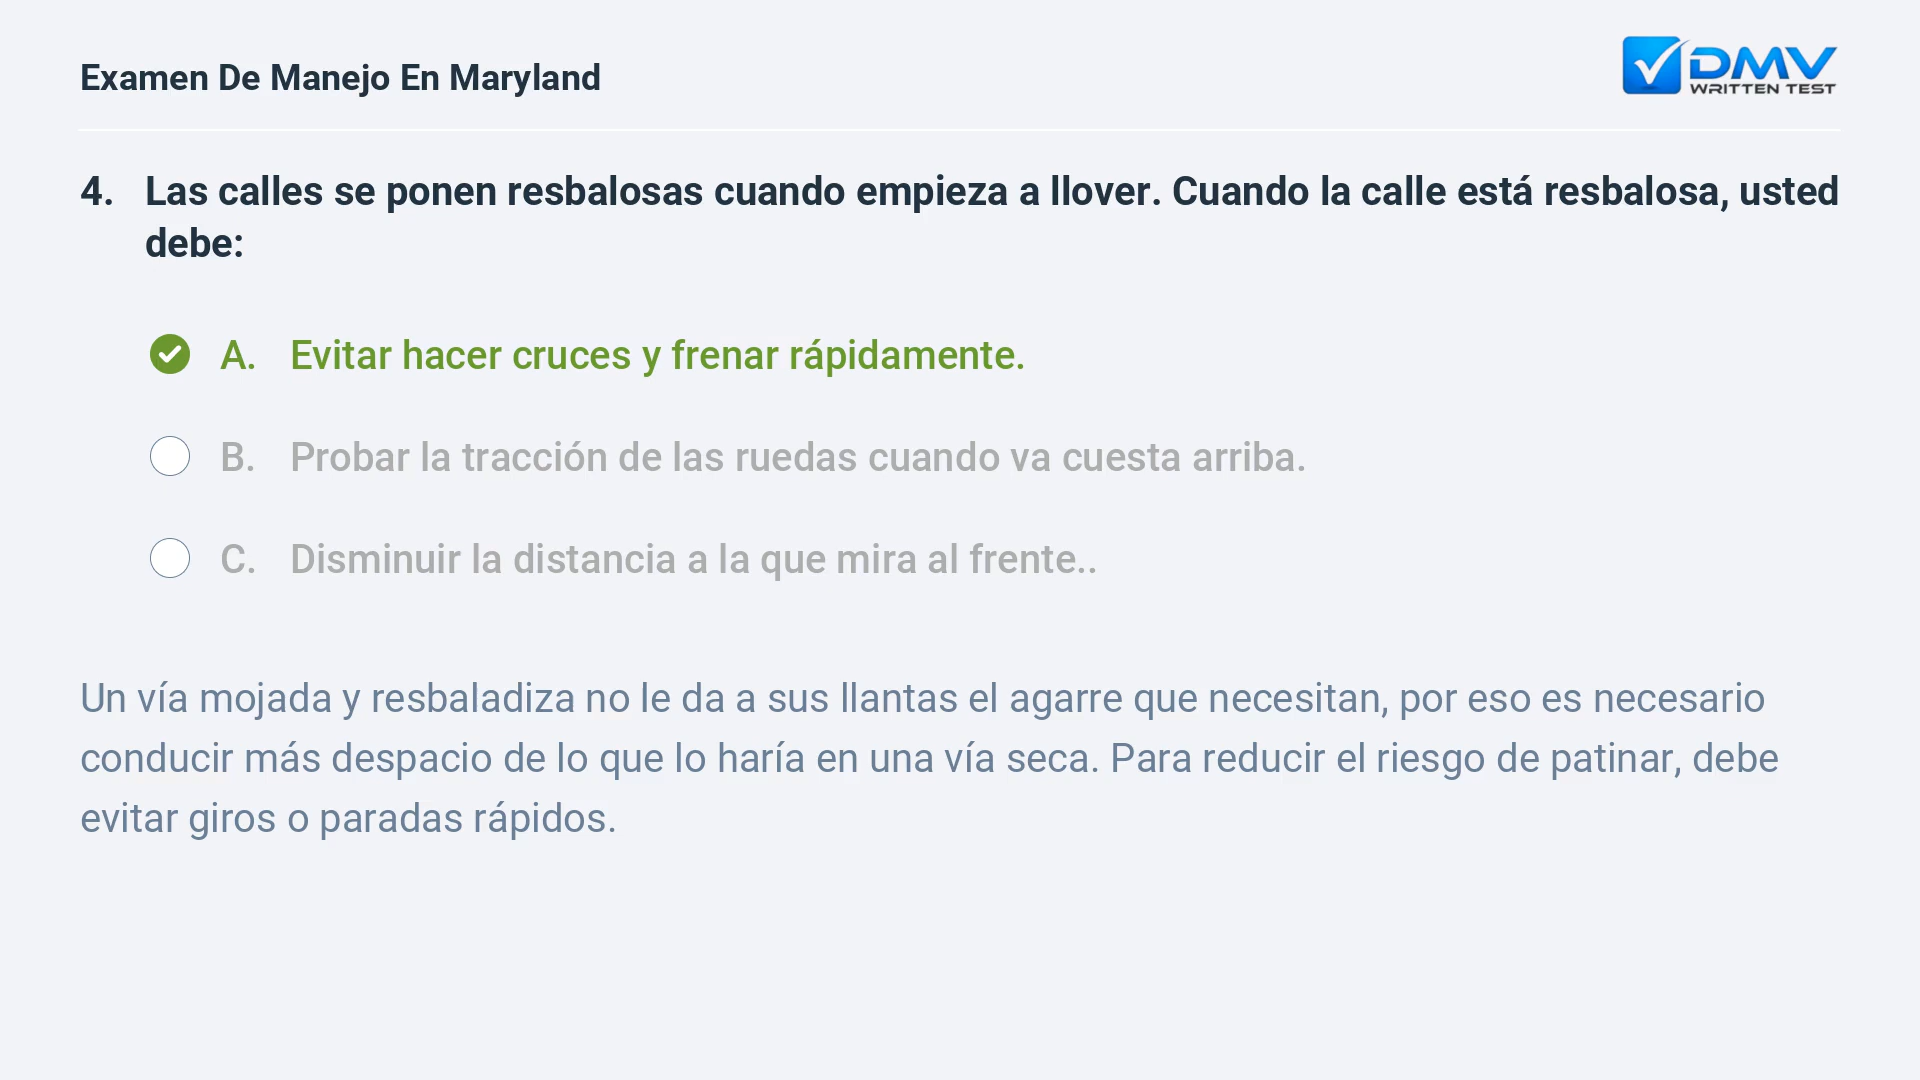 Examen De Manejo En Maryland
DMV
WRITTEN TEST
4. Las calles se ponen resbalosas cuando empieza a llover. Cuando la calle está resbalosa, usted
debe:
A. Evitar hacer cruces y frenar rápidamente.
B. Probar la tracción de las ruedas cuando va cuesta arriba.
C. Disminuir la distancia a la que mira al frente..
Un vía mojada y resbaladiza no le da a sus llantas el agarre que necesitan, por eso es necesario
conducir más despacio de lo que lo haría en una vía seca. Para reducir el riesgo de patinar, debe
evitar giros o paradas rápidos.